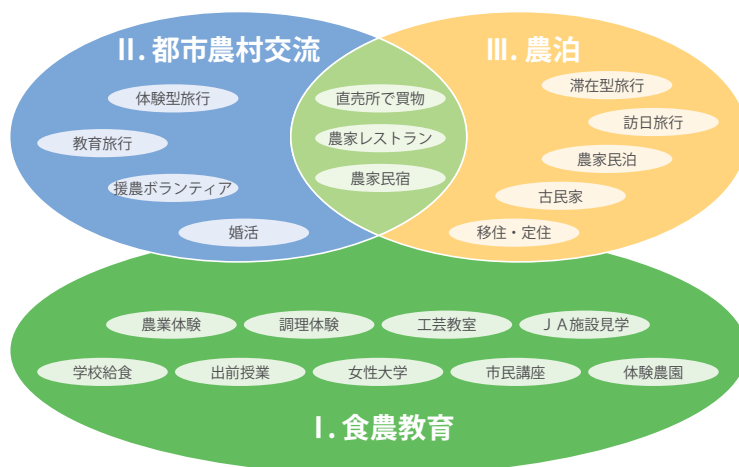 II. 都市農村交流
III. 農泊
体験型旅行
教育旅行
援農ボランティア
婚活
直売所で買物
農家レストラン
農家民宿
滞在型旅行
訪日旅行
農家民泊
古民家
移住・定住
農業体験
調理体験
工芸教室
ＪＡ施設見学
学校給食
出前授業
女性大学
市民講座
体験農園
I. 食農教育